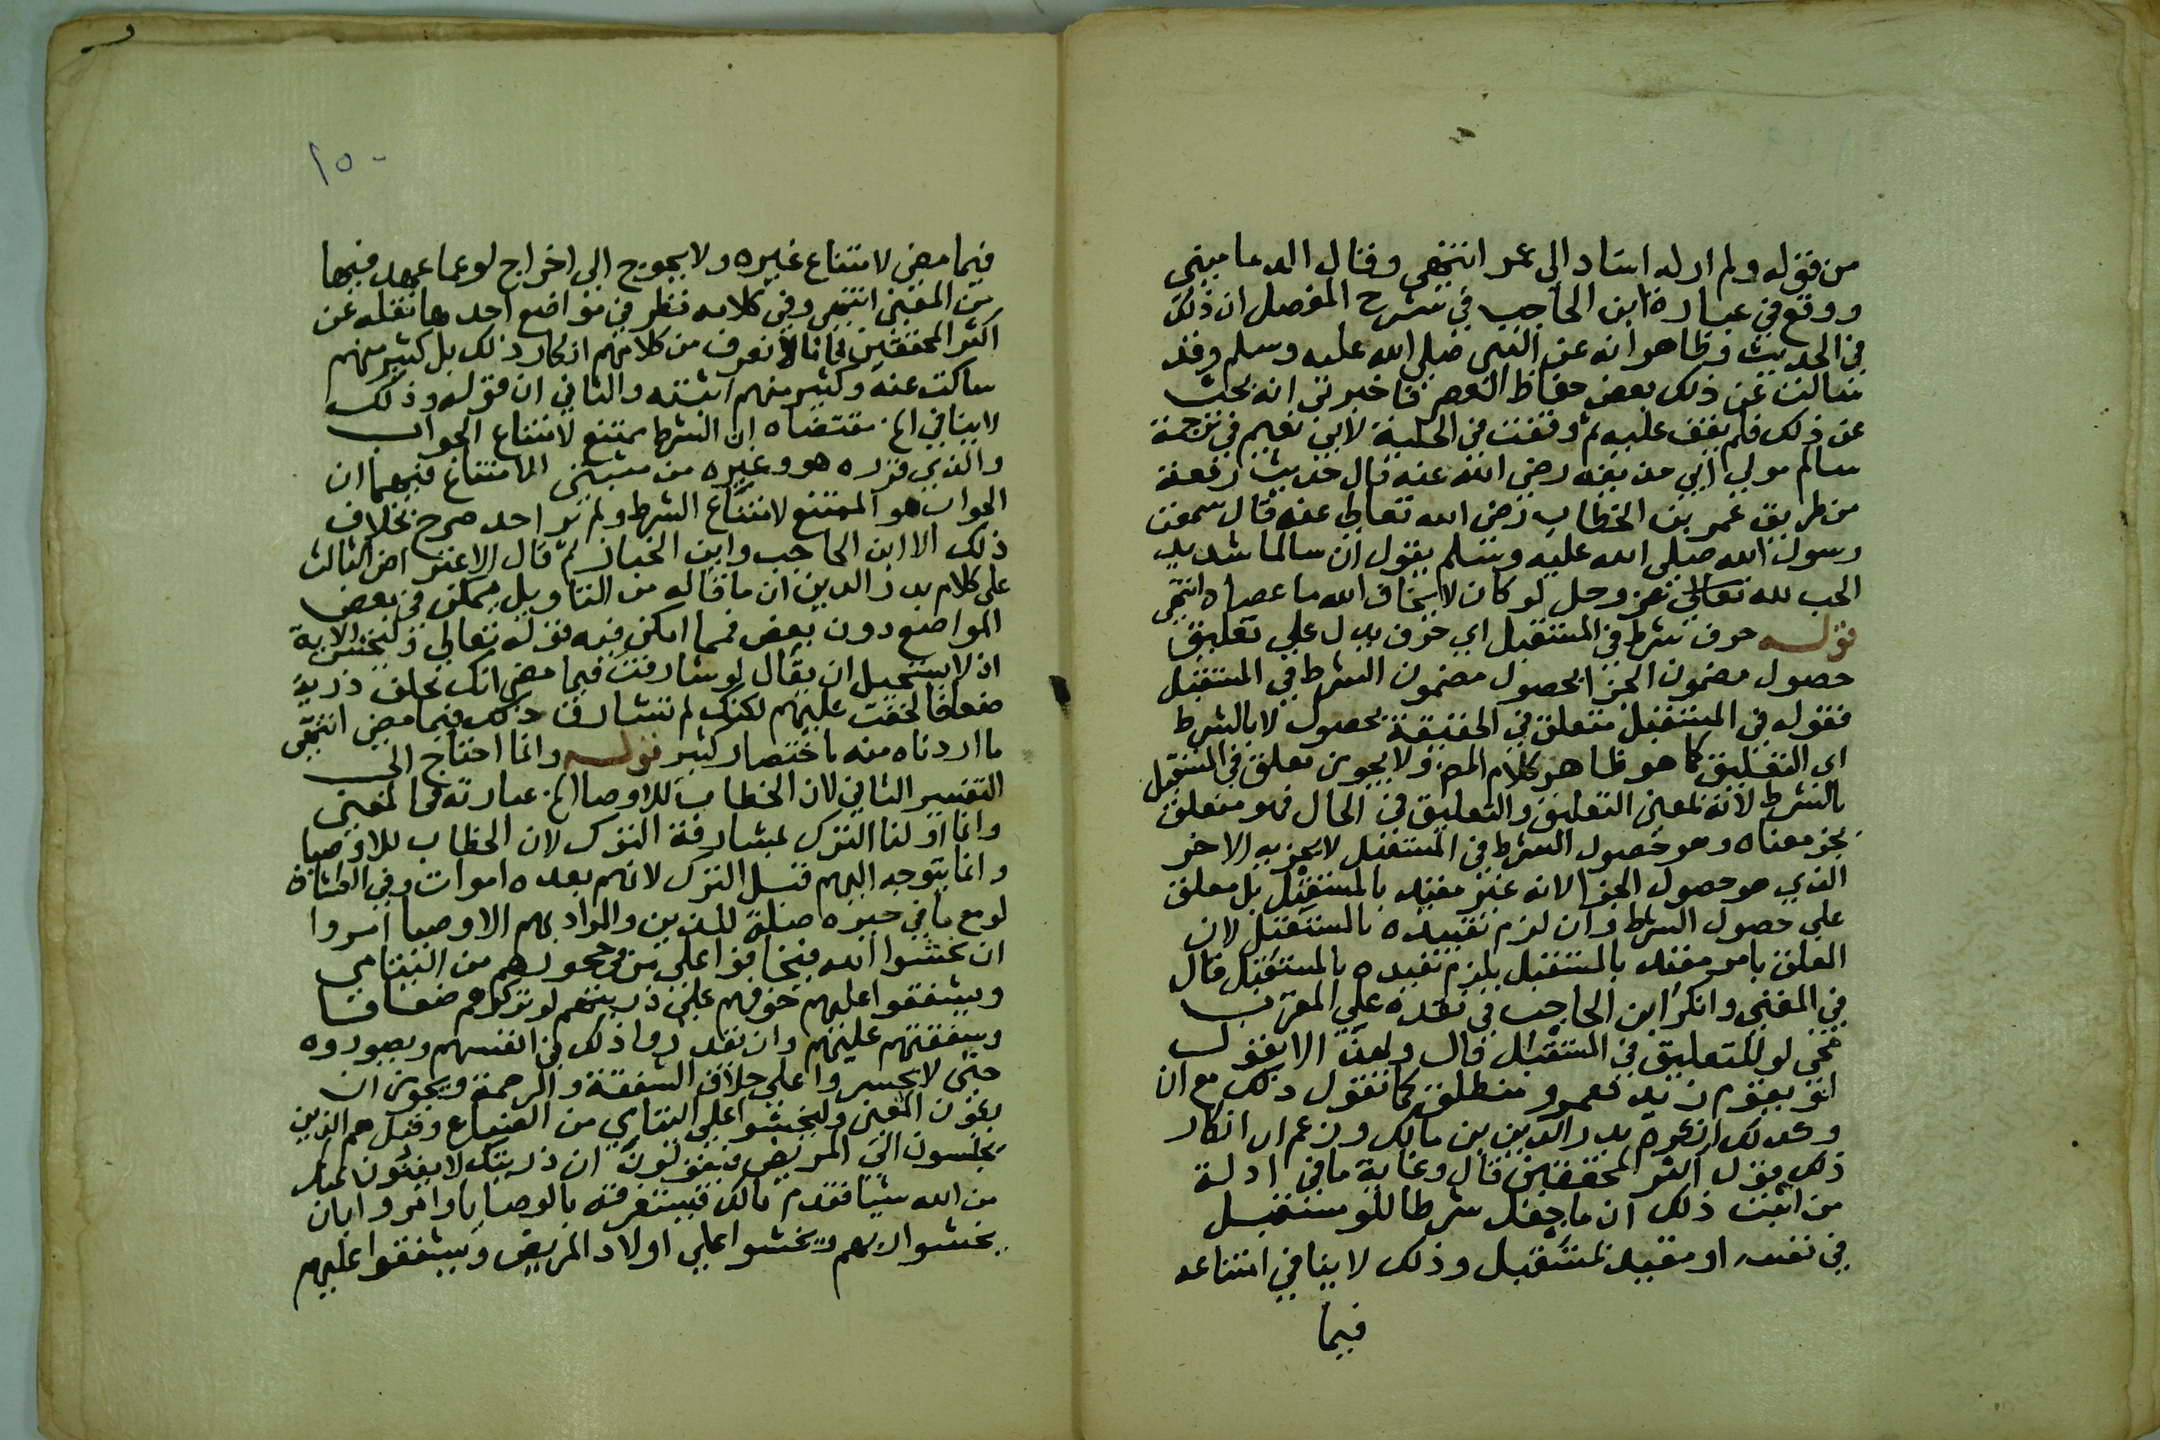 من قوله ولم ار له اسنادا الى عمر انتهى وقال الدماميني
ووقع في عبارة ابن الحاجب في شرح المفصل ان ذلك
في الحديث وظاهره انه عن النبي صلى الله عليه وسلم وقد
سالت عن ذلك بعض حفاظ العصر فاخبرني انه بحث
عن ذلك فلم يقف عليه ثم وقفت في الحلية لابي نعيم في ترجمة
سالم مولى ابي حذيفه رضي الله عنه قال حديث رفعه
من طريق عمر بن الخطاب رضي الله تعالى عنه قال سمعت
رسول الله صلى الله عليه وسلم يقول ان سالما شديد
الحب لله تعالى عز وجل لو كان لا يخاف الله ما عصاه انتهى
قوله حرف شرط في المستقبل اي حرف يدل على تعليق
حصول مضمون الجزا بحصول مضمون الشرط في المستقبل
فقوله في المستقبل متعلق في الحقيقة بحصول لا بالشرط
اي التعليق كما هو ظاهر كلام المص ولا يجوز تعلق في المستقبل
بالشرط لانه بمعنى التعليق والتعليق في الحال فهو متعلق
بجز معناه وهو حصول الشرط في المستقبل لا بجزيه الاخر
الذي هو حصول الجزا لانه غير مقيد بالمستقبل بل معلق
على حصول الشرط وان لزم تقييده بالمستقبل لان
المعلق بامر مقيد بالمستقبل يلزم تقيده بالمستقبل قال
في المغني وانكر ابن الحاجب في نقده على المقرب
مجي لو للتعليق في المستقبل قال ولهذا لا يقول
لو يقوم زيد فعمرو منطلق كما تقول ذلك مع ان
وكذلك انكره بدر الدين بن مالك وزعم ان انكار
ذلك قول اكثر المحققين قال وغاية ما في ادلة
من اثبت ذلك ان ما جعل شرطا للو مستقبل
في نفسه او مقيد بمستقبل وذلك لا ينافي امتناعه
فيما
١٥٠
فيما مضى لامتناع غيره ولا يحوج الى اخراج لو عما عهد فيها
من المعنى انتهى وفي كلامه نظر في مواضع احدها نقله عن
اكثر المحققين فانا لا نعرف من كلامهم انكار ذلك بل كثير منهم
ساكت عنه وكثير منهم اثبته والثاني ان قوله وذلك
لا ينافي الخ مقتضاه ان الشرط ممتنع لامتناع الجواب
والذي قرره هو وغيره من مثبتي الامتناع فيهما ان
الجواب هو الممتنع لامتناع الشرط ولم نر احد صرح بخلاف
ذلك الا ابن الحاجب وابن الخباز ثم قال الاعتراض الثالث
على كلام بدر الدين ان ما قاله من التاويل ممكن في بعض
المواضع دون بعض فمما امكن فيه قوله تعالى وليخش الاية
اذ لا يستحيل ان يقال لو شارفت فيما مضى انك تخلف ذرية
ضعافا لخفت عليهم لكنك لم تشارف ذلك فيما مضى انتهى
ما اردناه منه باختصار كثير قوله وانما احتاج الى
التفسير الثاني لان الخطاب للاوصيا الخ عبارته في المغني
وانما اولنا الترك بمشارفة الترك لان الخطاب للاوصيا
وانما يتوجه اليهم قبل الترك لانهم بعده اموات وفي الكشاف
لو مع ما في حيزه صلة للذين والمراد بهم الاوصيا امروا
ان يخشوا الله فيخافوا على من في حجورهم من اليتامى
ويشفقوا عليهم خوفهم على ذريتهم لو تركوهم ضعافا
وشفقتهم عليهم وان يقدروا ذلك في انفسهم ويصوروه
حتى لا يجسروا على خلاف الشفقة والرحمة ويجوز ان
يكون المعنى وليخشوا على اليتامى من الضياع وقيل هم الذين
يجلسون الى المريض فيقولون ان ذريتك لا يغنون عنك
من الله شيا فقدم مالك فيستغرقه بالوصايا وامروا بان
يخشوا ربهم ويخشوا على اولاد المريض ويشفقوا عليهم